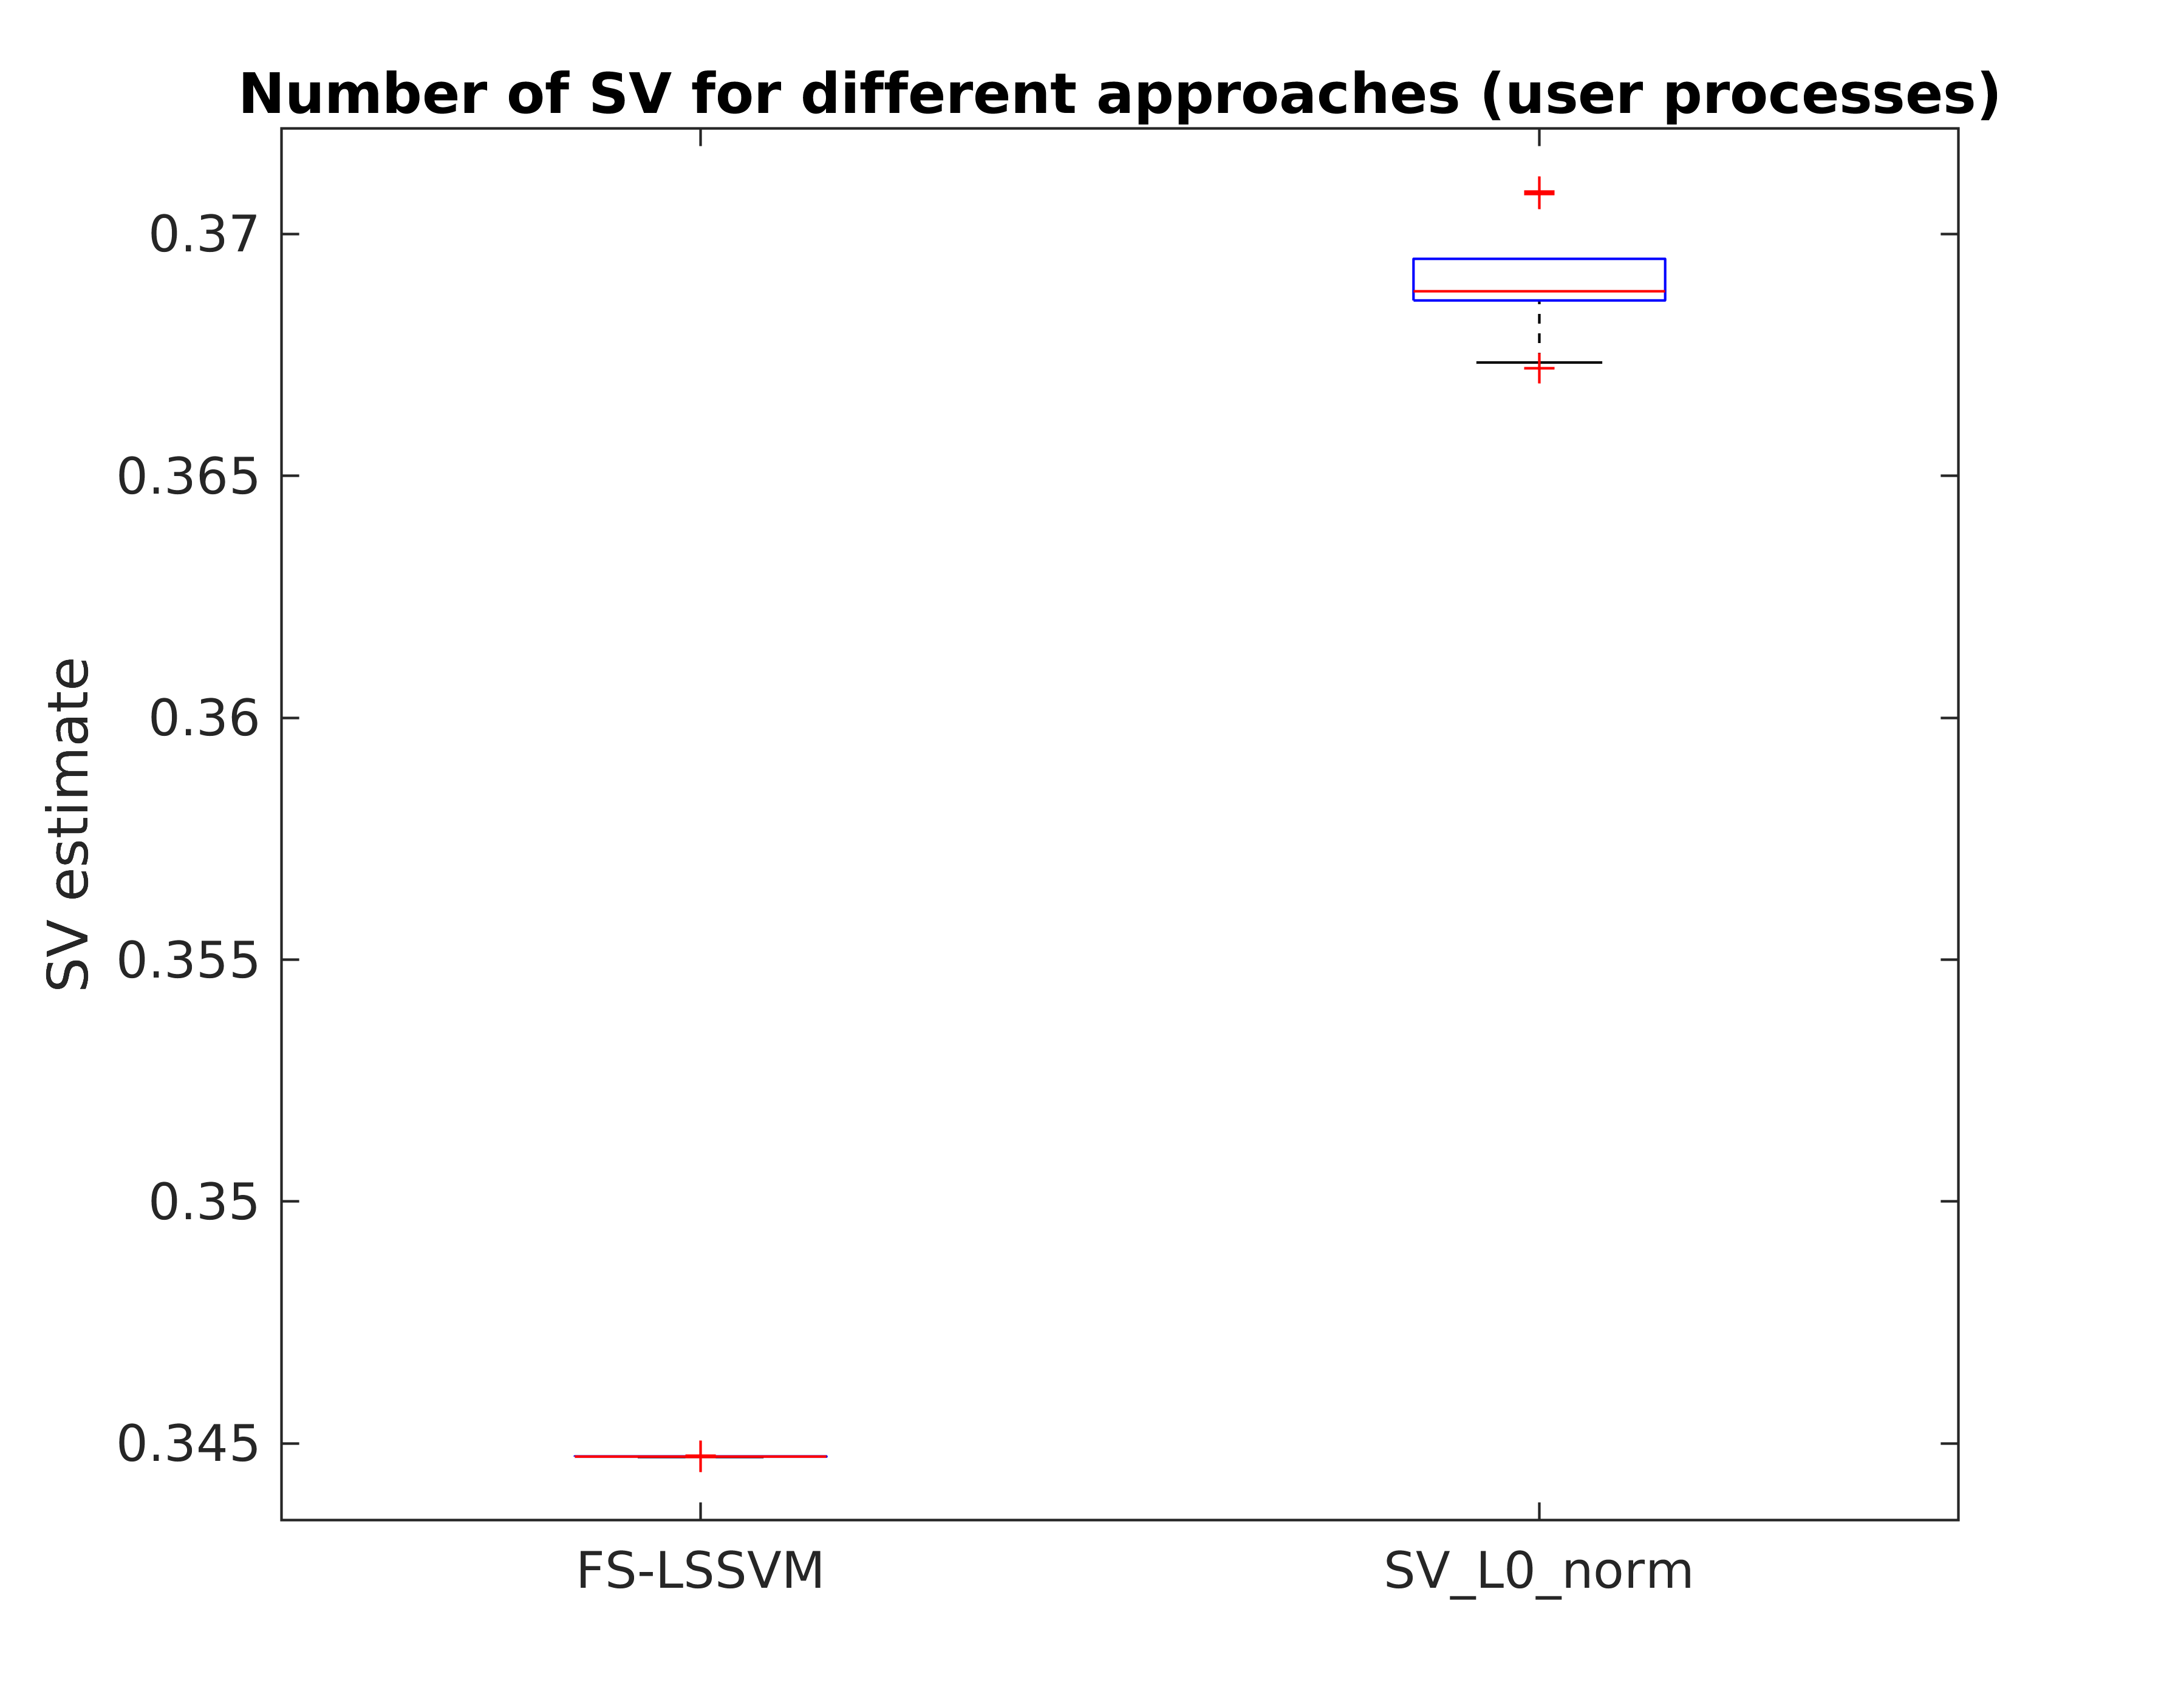 Number of SV for different approaches (user processes)
0.37
0.365
0.36
0.355
0.35
0.345
SV estimate
FS-LSSVM
SV_L0_norm